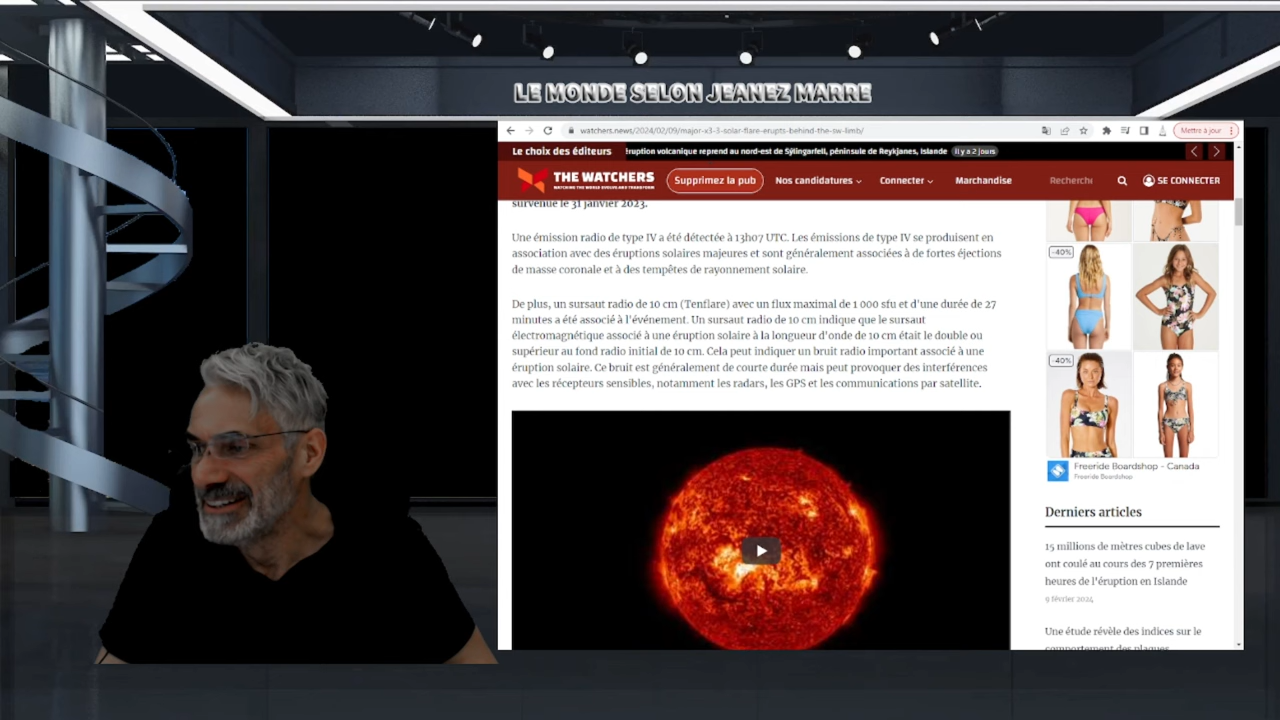 LE MONDE SELON JEANEZ MARRE
watchers.news/2024/02/09/major-x3-3-solar-flare-erupts-behind-the-sw-limb/
Mettre à jour
Le choix des éditeurs
éruption volcanique reprend au nord-est de Sýlingarfell, péninsule de Reykjanes, Islande
il y a 2 jours
THE WATCHERS
WATCHING THE WORLD EVOLVE AND TRANSFORM
Supprimez la pub
Nos candidatures
Connecter
Marchandise
Recherche
SE CONNECTER
survenue le 31 janvier 2023.
Une émission radio de type IV a été détectée à 13h07 UTC. Les émissions de type IV se produisent en
association avec des éruptions solaires majeures et sont généralement associées à de fortes éjections
de masse coronale et à des tempêtes de rayonnement solaire.
De plus, un sursaut radio de 10 cm (Tenflare) avec un flux maximal de 1 000 sfu et d'une durée de 27
minutes a été associé à l'événement. Un sursaut radio de 10 cm indique que le sursaut
électromagnétique associé à une éruption solaire à la longueur d'onde de 10 cm était le double ou
supérieur au fond radio initial de 10 cm. Cela peut indiquer un bruit radio important associé à une
éruption solaire. Ce bruit est généralement de courte durée mais peut provoquer des interférences
avec les récepteurs sensibles, notamment les radars, les GPS et les communications par satellite.
-40%
-40%
Freeride Boardshop - Canada
Freeride Boardshop
Derniers articles
15 millions de mètres cubes de lave
ont coulé au cours des 7 premières
heures de l'éruption en Islande
9 février 2024
Une étude révèle des indices sur le
comportement des plaques